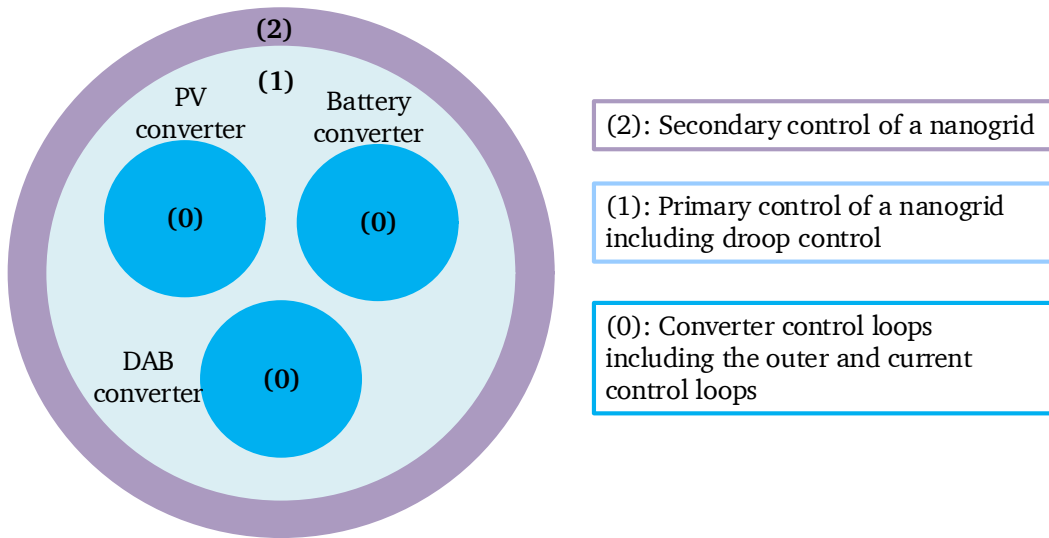 (2)
(1)
PV
converter
Battery
converter
(0)
(0)
DAB
converter
(0)
(2): Secondary control of a nanogrid
(1): Primary control of a nanogrid
including droop control
(0): Converter control loops
including the outer and current
control loops